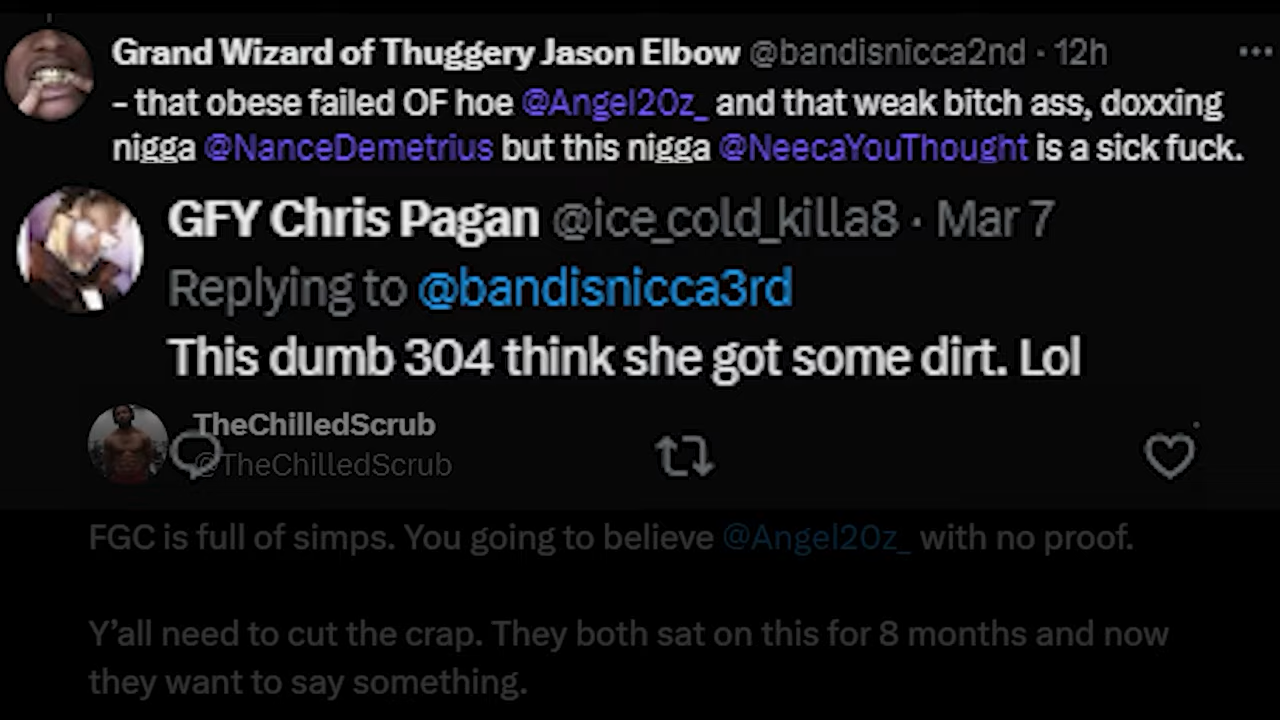 Grand Wizard of Thuggery Jason Elbow @bandisnicca2nd · 12h
- that obese failed OF hoe @Angel20z_ and that weak bitch ass, doxxing
nigga @NanceDemetrius but this nigga @NeecaYouThought is a sick fuck.
GFY Chris Pagan @ice_cold_killa8 · Mar 7
Replying to @bandisnicca3rd
This dumb 304 think she got some dirt. Lol
TheChilledScrub
@TheChilledScrub
FGC is full of simps. You going to believe @Angel20z_ with no proof.
Y'all need to cut the crap. They both sat on this for 8 months and now
they want to say something.